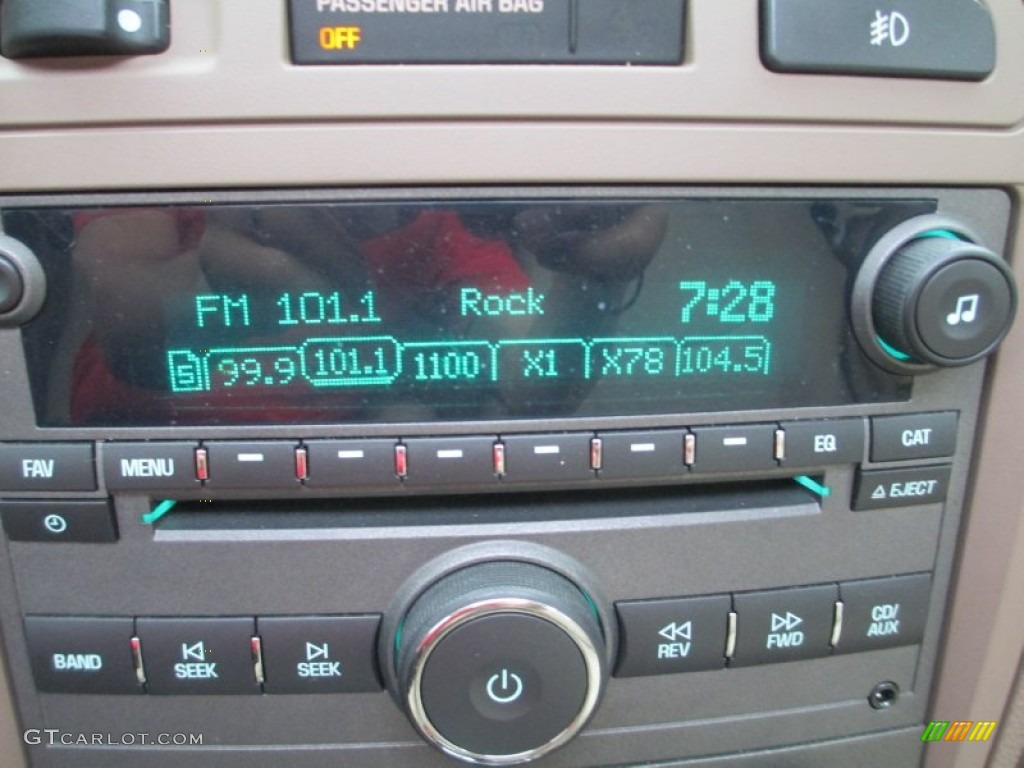 PASSENGER AIR BAG
OFF
FM 101.1 Rock 7:28
5 99.9 101.1 1100 X1 X78 104.5
FAV MENU EQ CAT
EJECT
BAND SEEK SEEK REV FWD CD/
AUX
GTCARLOT.COM